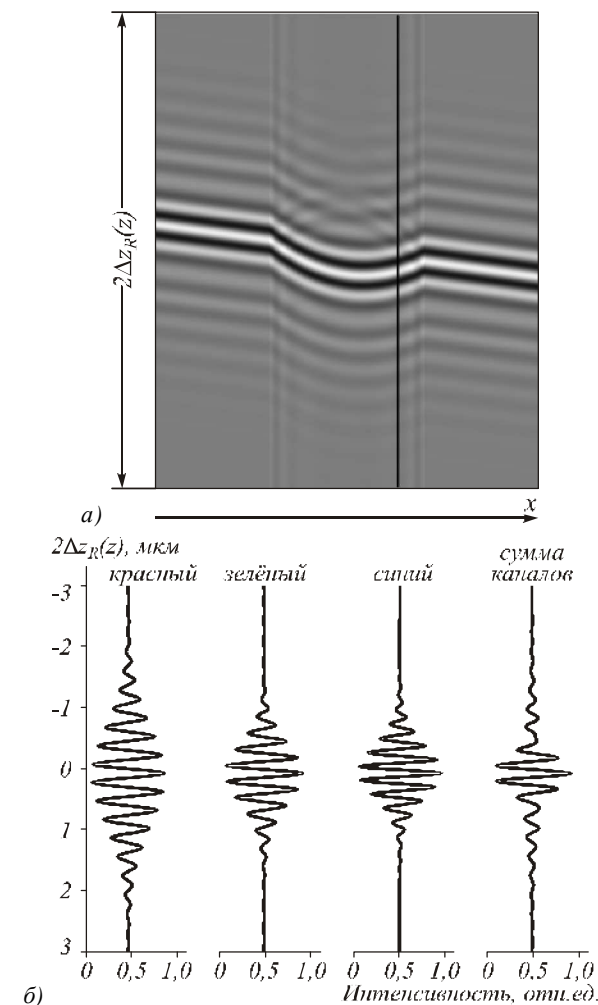 2Δz_R(z)
x
а)
2Δz_R(z), мкм
красный зелёный синий сумма каналов
-3
-2
-1
0
1
2
3
0 0,5 1,0 0 0,5 1,0 0 0,5 1,0 0 0,5 1,0
б)
Интенсивность, отн.ед.